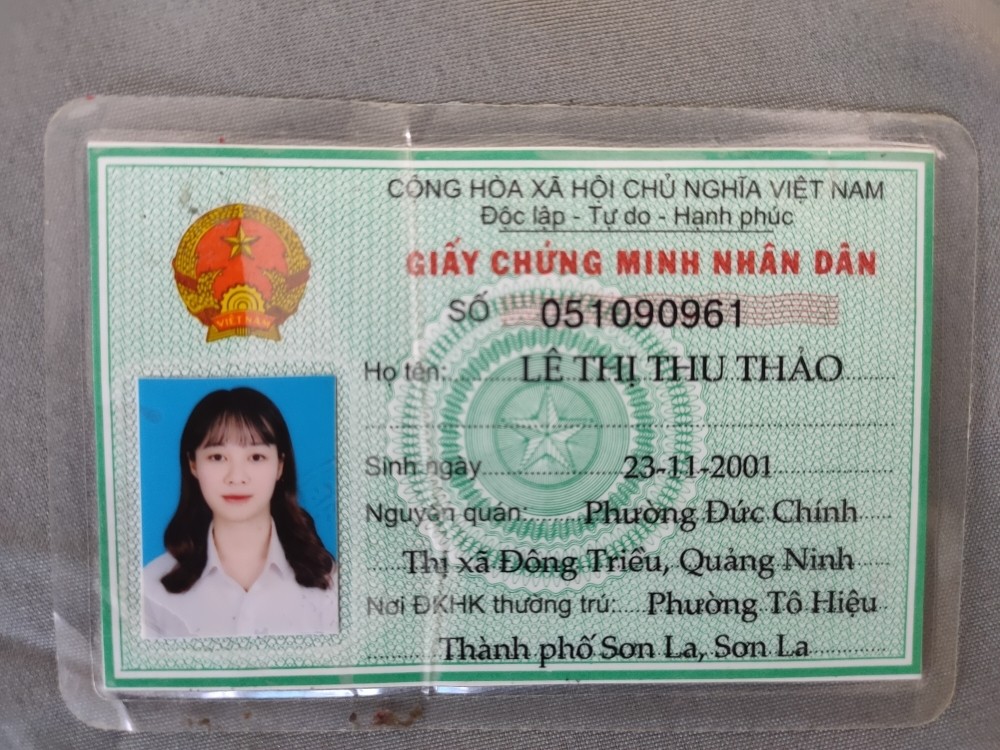 CỘNG HÒA XÃ HỘI CHỦ NGHĨA VIỆT NAM
Độc lập - Tự do - Hạnh phúc
GIẤY CHỨNG MINH NHÂN DÂN
SỐ 051090961
VIỆT NAM
Họ tên: LÊ THỊ THU THẢO
Sinh ngày 23-11-2001
Nguyên quán: Phường Đức Chính
Thị xã Đông Triều, Quảng Ninh
Nơi ĐKHK thường trú: Phường Tô Hiệu
Thành phố Sơn La, Sơn La